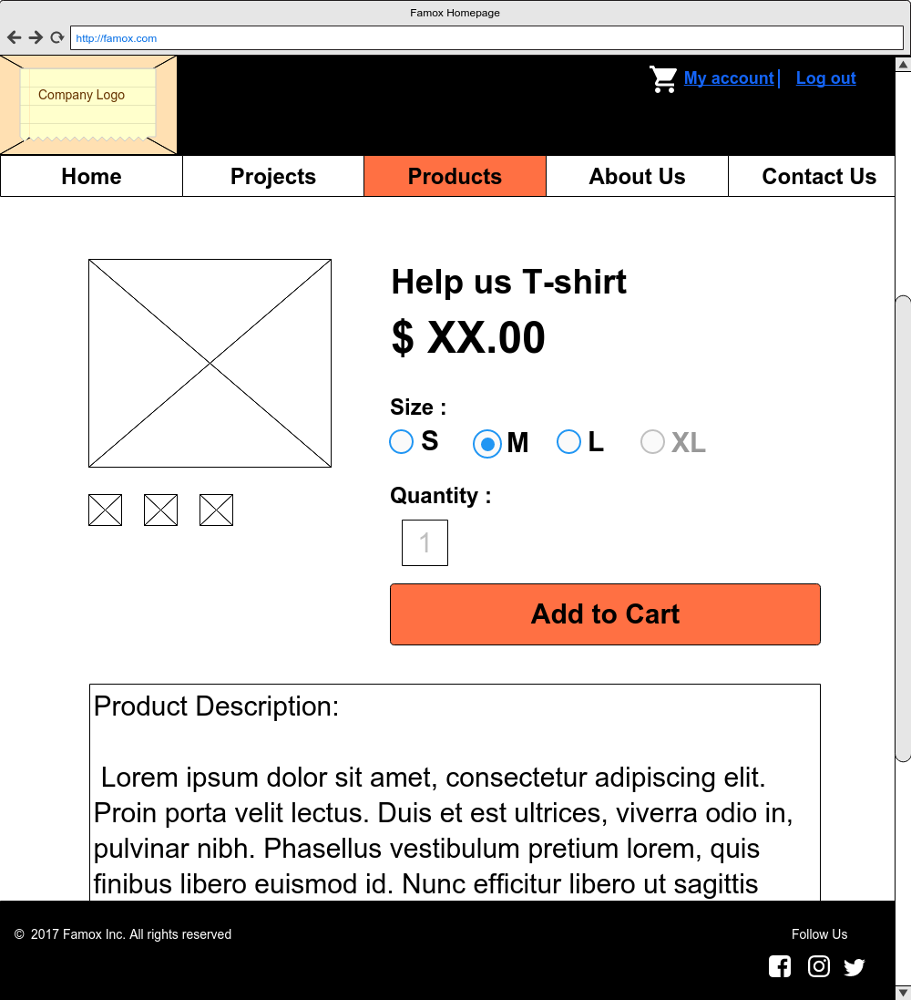 Famox Homepage
http://famox.com
Company Logo
My account
Log out
Home
Projects
Products
About Us
Contact Us
Help us T-shirt
$ XX.00
Size :
S
M
L
XL
Quantity :
1
Add to Cart
Product Description:
Lorem ipsum dolor sit amet, consectetur adipiscing elit.
Proin porta velit lectus. Duis et est ultrices, viverra odio in,
pulvinar nibh. Phasellus vestibulum pretium lorem, quis
finibus libero euismod id. Nunc efficitur libero ut sagittis
© 2017 Famox Inc. All rights reserved
Follow Us